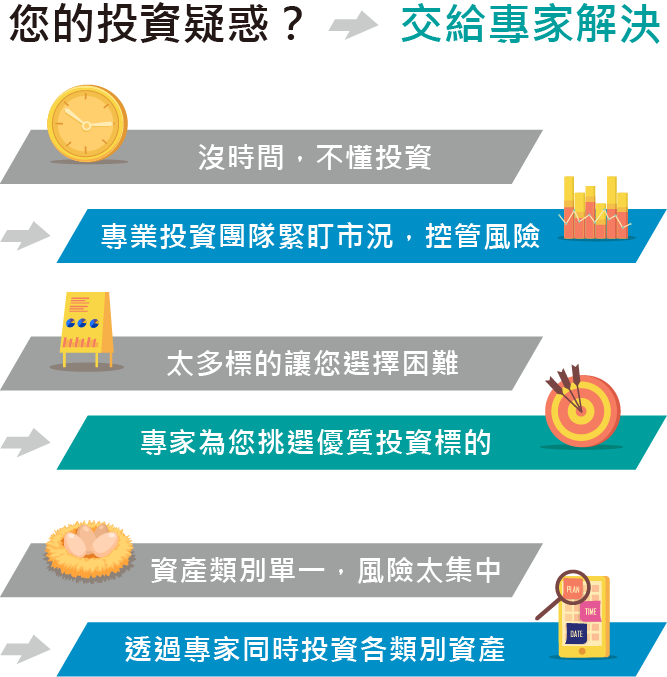 您的投資疑惑？ 交給專家解決
沒時間，不懂投資
專業投資團隊緊盯市況，控管風險
太多標的讓您選擇困難
專家為您挑選優質投資標的
資產類別單一，風險太集中
PLAN
TIME
DATE
透過專家同時投資各類別資產